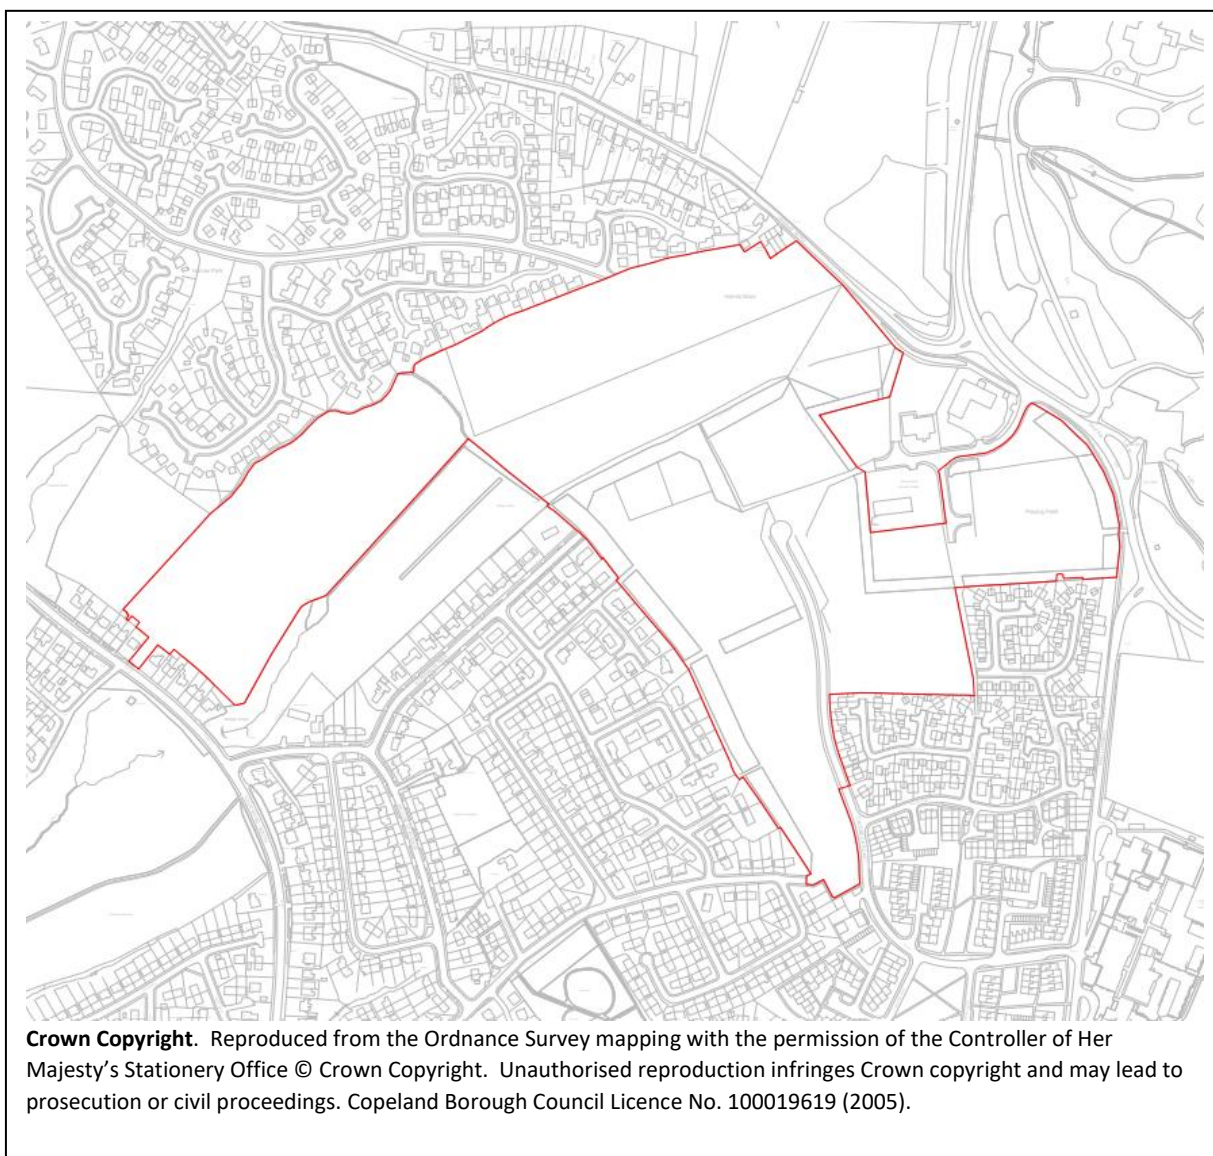 Playing Field
Crown Copyright. Reproduced from the Ordnance Survey mapping with the permission of the Controller of Her
Majesty’s Stationery Office © Crown Copyright. Unauthorised reproduction infringes Crown copyright and may lead to
prosecution or civil proceedings. Copeland Borough Council Licence No. 100019619 (2005).